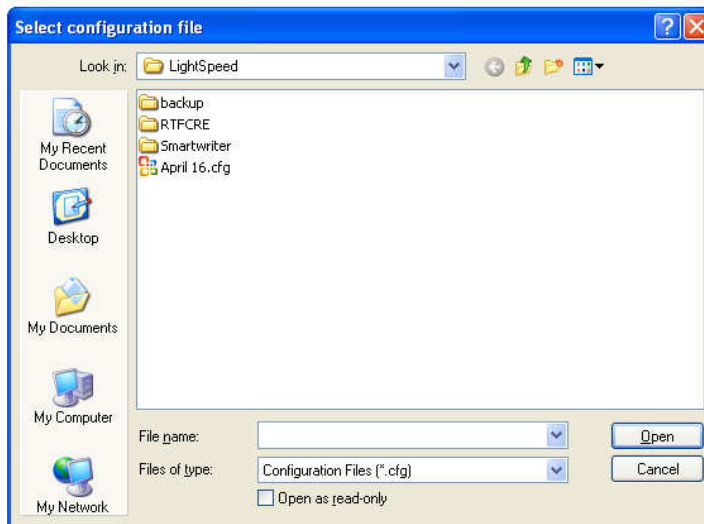 Select configuration file
Look in: LightSpeed
backup
RTFCRE
Smartwriter
April 16.cfg
My Recent
Documents
Desktop
My Documents
My Computer
My Network
File name:
Open
Files of type: Configuration Files (*.cfg)
Cancel
Open as read-only